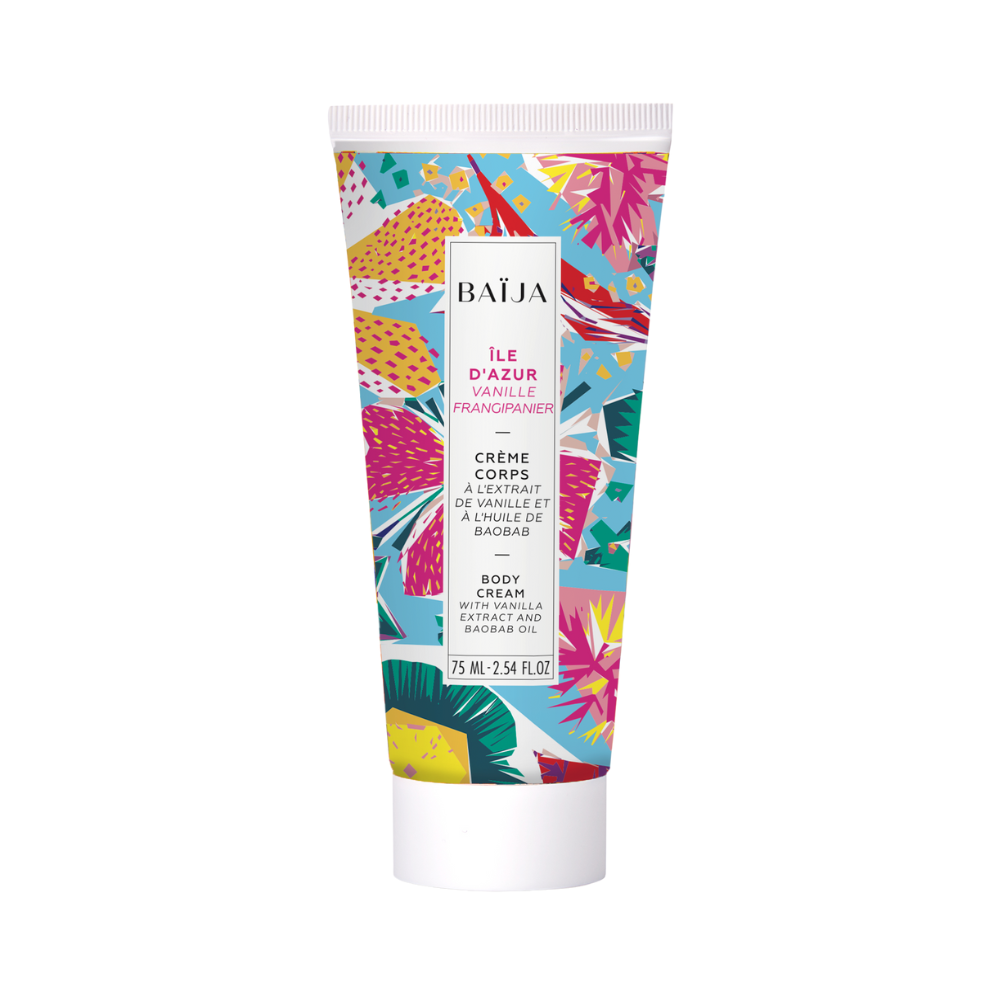 BAÏJA
ÎLE
D'AZUR
VANILLE
FRANGIPANIER
—
CRÈME
CORPS
À L'EXTRAIT
DE VANILLE ET
À L'HUILE DE
BAOBAB
—
BODY
CREAM
WITH VANILLA
EXTRACT AND
BAOBAB OIL
75 ML - 2.54 FL.OZ